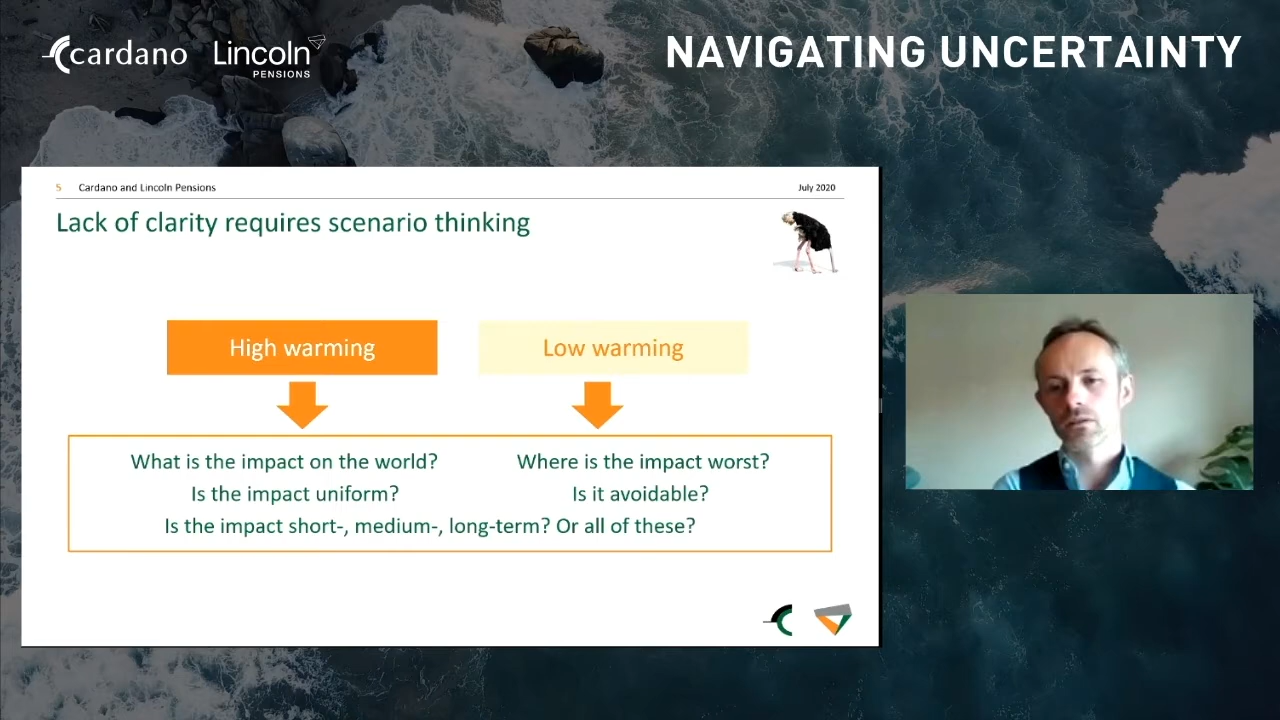 cardano
Lincoln
PENSIONS
NAVIGATING UNCERTAINTY
5 Cardano and Lincoln Pensions July 2020
Lack of clarity requires scenario thinking
High warming Low warming
What is the impact on the world? Where is the impact worst?
Is the impact uniform? Is it avoidable?
Is the impact short-, medium-, long-term? Or all of these?